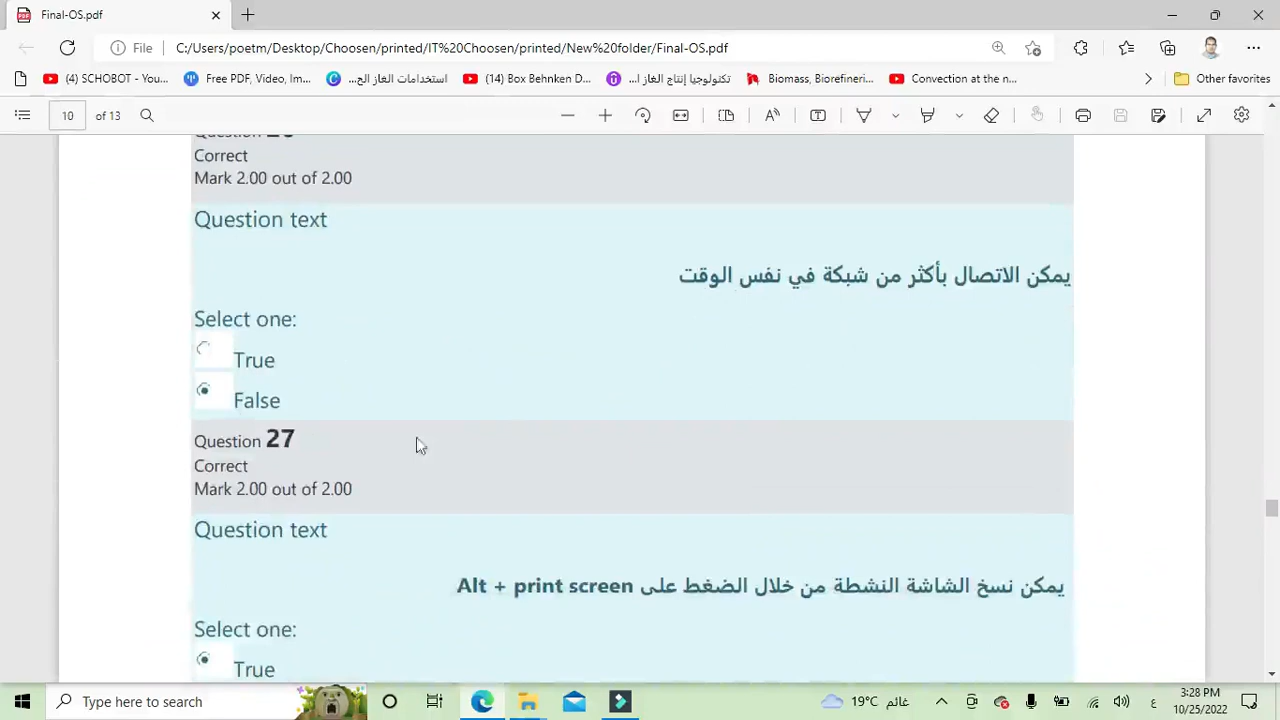 Final-OS.pdf
File C:/Users/poetm/Desktop/Choosen/printed/IT%20Choosen/printed/New%20folder/Final-OS.pdf
(4) SCHOBOT - You... Free PDF, Video, Im... استخدامات الغاز الح... (14) Box Behnken D... تكنولوجيا إنتاج الغاز ا... Biomass, Biorefineri... Convection at the n... Other favorites
10 of 13
Question
Correct
Mark 2.00 out of 2.00
Question text
يمكن الاتصال بأكثر من شبكة في نفس الوقت
Select one:
True
False
Question 27
Correct
Mark 2.00 out of 2.00
Question text
يمكن نسخ الشاشة النشطة من خلال الضغط على Alt + print screen
Select one:
True
Type here to search
19°C غائم
ع
3:28 PM
10/25/2022